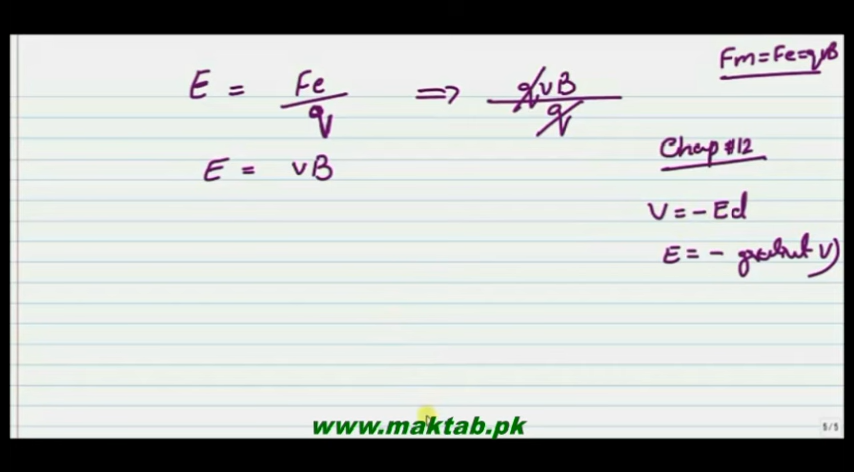 Fm = Fe = qvB
E = Fe / q ⇒ qvB / q
E = vB
Chap #12
V = - Ed
E = - gradient V)
www.maktab.pk
5/5